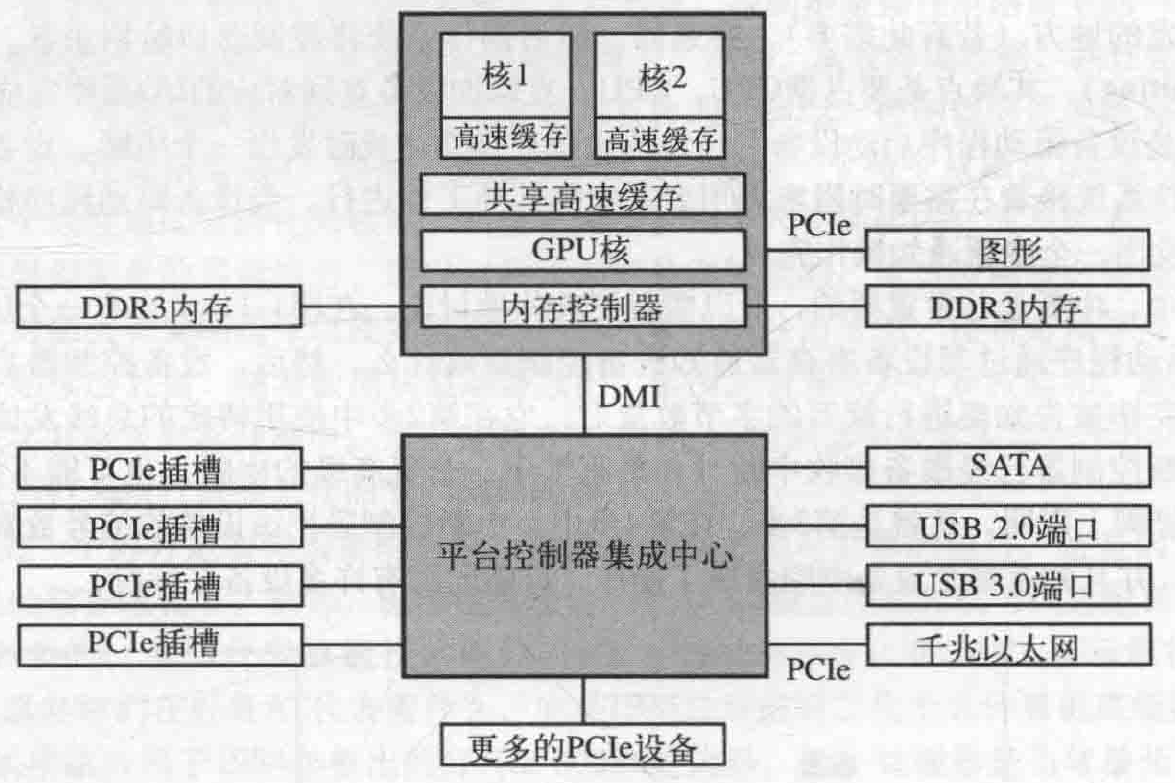 核1 核2
高速缓存 高速缓存
共享高速缓存
PCIe
GPU核 图形
DDR3内存 内存控制器 DDR3内存
DMI
PCIe插槽 SATA
PCIe插槽 USB 2.0端口
平台控制器集成中心
PCIe插槽 USB 3.0端口
PCIe插槽 千兆以太网
PCIe
更多的PCIe设备